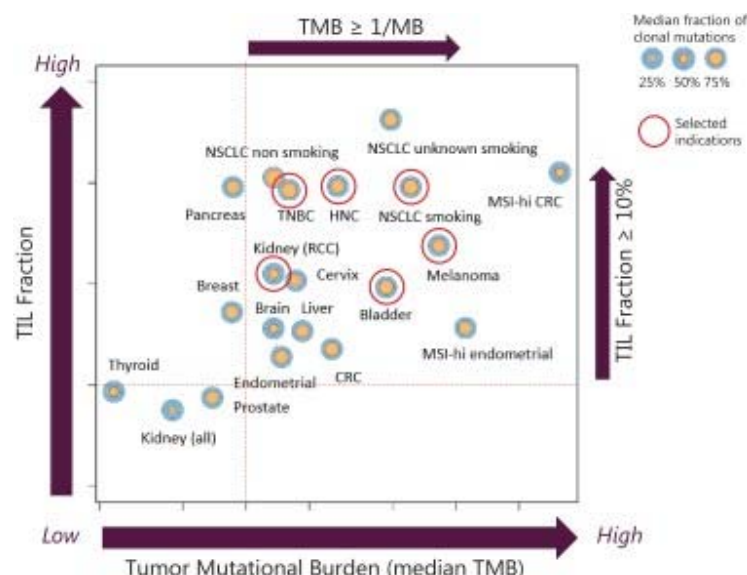 TMB ≥ 1/MB
Median fraction of
clonal mutations
25% 50% 75%
Selected
indications
High
NSCLC non smoking
NSCLC unknown smoking
Pancreas
TNBC
HNC
NSCLC smoking
MSI-hi CRC
Kidney (RCC)
Cervix
Melanoma
Breast
Brain
Liver
Bladder
Thyroid
Endometrial
CRC
MSI-hi endometrial
Prostate
Kidney (all)
TIL Fraction
TIL Fraction ≥ 10%
Low
High
Tumor Mutational Burden (median TMB)